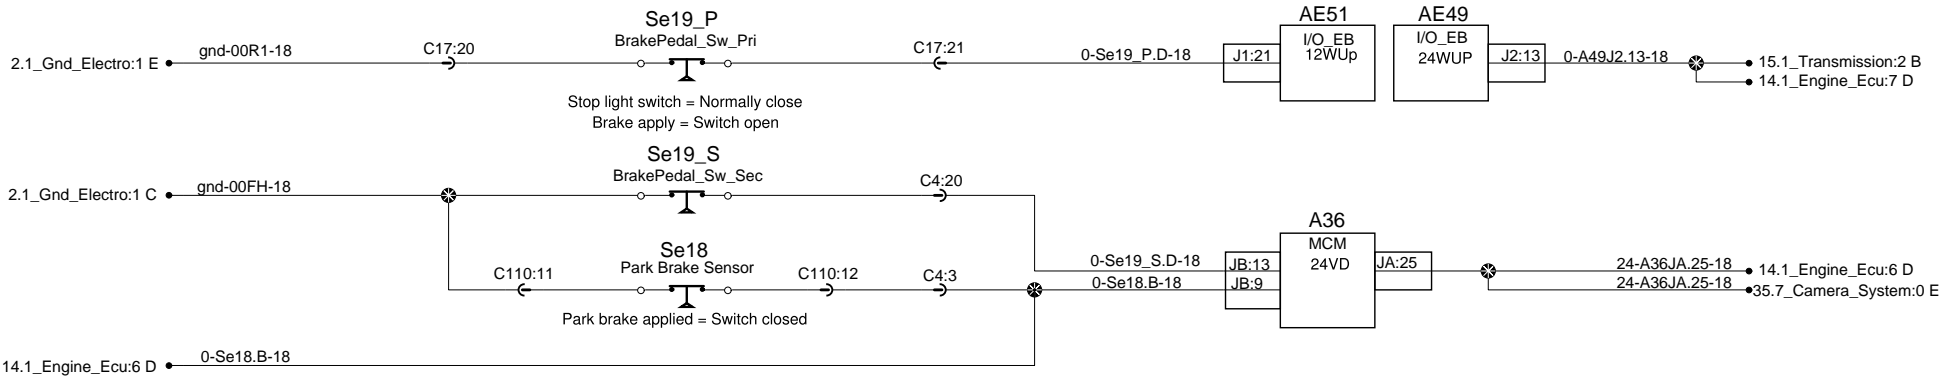 Se19_P
AE51
AE49
gnd-00R1-18
C17:20
BrakePedal_Sw_Pri
C17:21
0-Se19_P.D-18
J1:21
I/O_EB
12WUp
I/O_EB
24WUP
J2:13
0-A49J2.13-18
2.1_Gnd_Electro:1 E
15.1_Transmission:2 B
14.1_Engine_Ecu:7 D
Stop light switch = Normally close
Brake apply = Switch open
Se19_S
BrakePedal_Sw_Sec
2.1_Gnd_Electro:1 C
gnd-00FH-18
C4:20
A36
Se18
Park Brake Sensor
C110:11
C110:12
C4:3
0-Se19_S.D-18
0-Se18.B-18
JB:13
JB:9
MCM
24VD
JA:25
24-A36JA.25-18
14.1_Engine_Ecu:6 D
24-A36JA.25-18
35.7_Camera_System:0 E
Park brake applied = Switch closed
0-Se18.B-18
14.1_Engine_Ecu:6 D